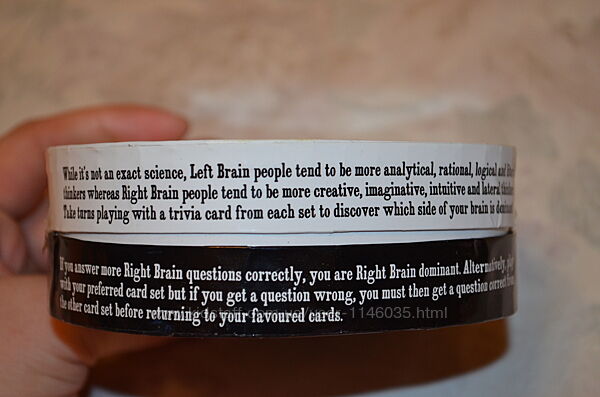 While it's not an exact science, Left Brain people tend to be more analytical, rational, logical and
thinkers whereas Right Brain people tend to be more creative, imaginative, intuitive and lateral
Take turns playing with a trivia card from each set to discover which side of your brain is
If you answer more Right Brain questions correctly, you are Right Brain dominant. Alternatively,
with your preferred card set but if you get a question wrong, you must then get a question correct
the other card set before returning to your favoured cards.